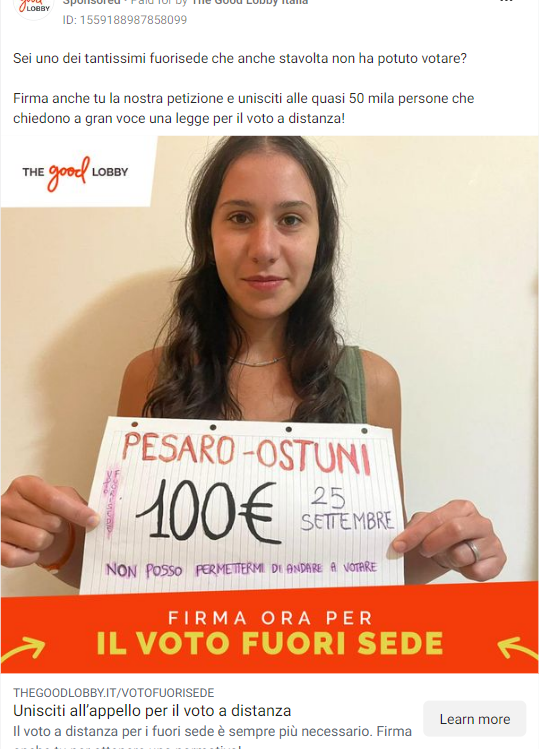 Sponsored • Paid for by The Good Lobby Italia
ID: 1559188987858099
Sei uno dei tantissimi fuorisede che anche stavolta non ha potuto votare?
Firma anche tu la nostra petizione e unisciti alle quasi 50 mila persone che
chiedono a gran voce una legge per il voto a distanza!
THE good LOBBY
PESARO - OSTUNI
100€
25
SETTEMBRE
NON POSSO PERMETTERMI DI ANDARE A VOTARE
FIRMA ORA PER
IL VOTO FUORI SEDE
THEGOODLOBBY.IT/VOTOFUORISEDE
Unisciti all'appello per il voto a distanza
Il voto a distanza per i fuori sede è sempre più necessario. Firma
Learn more